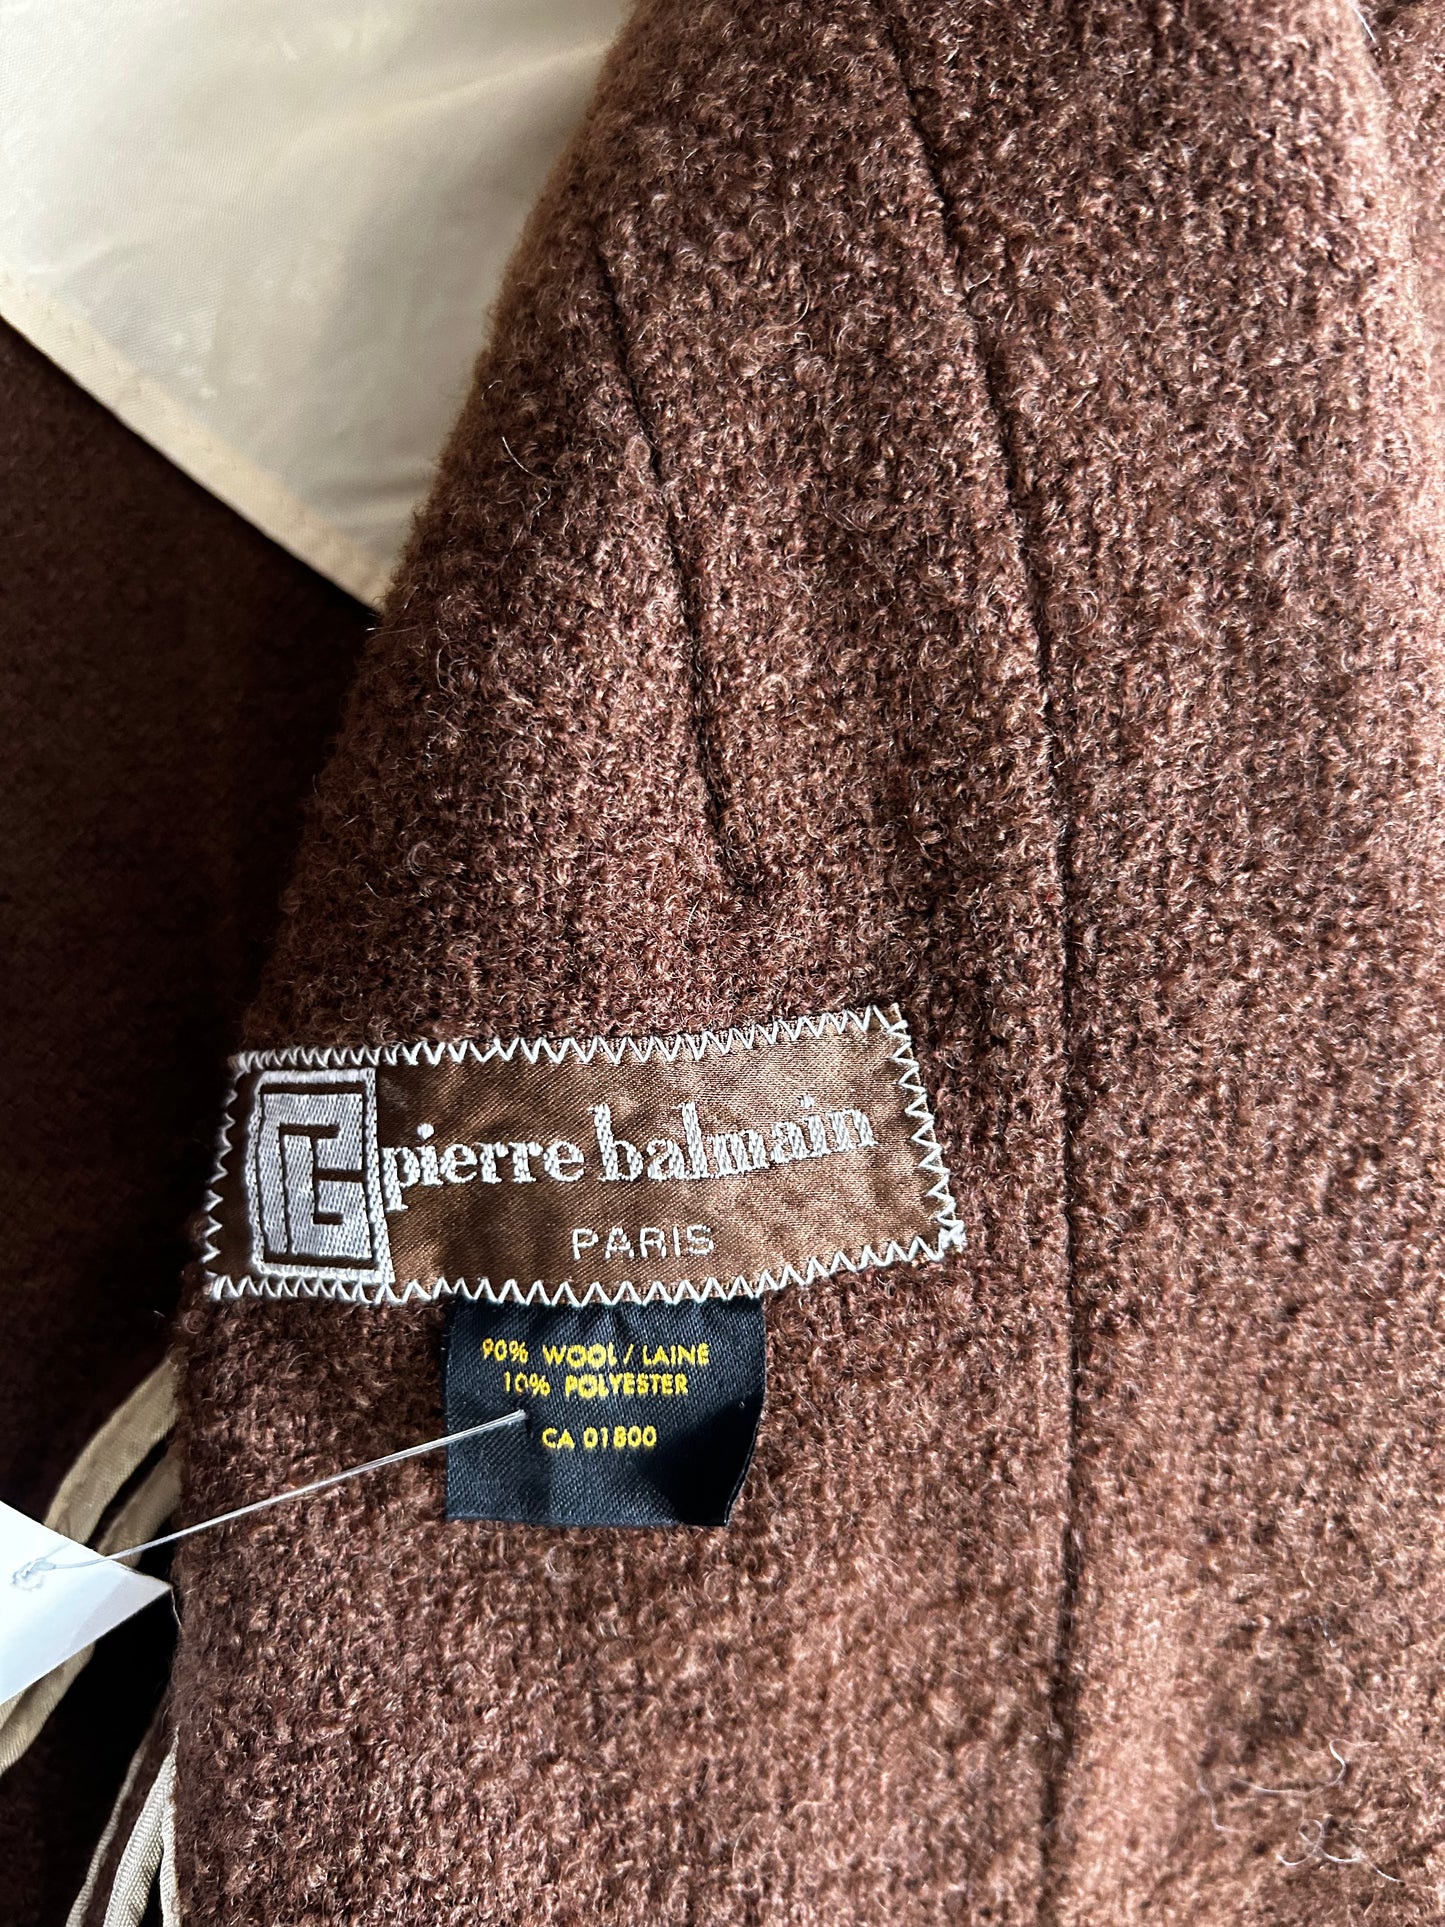 pierre balmain
PARIS
90% WOOL / LAINE
10% POLYESTER
CA 01800